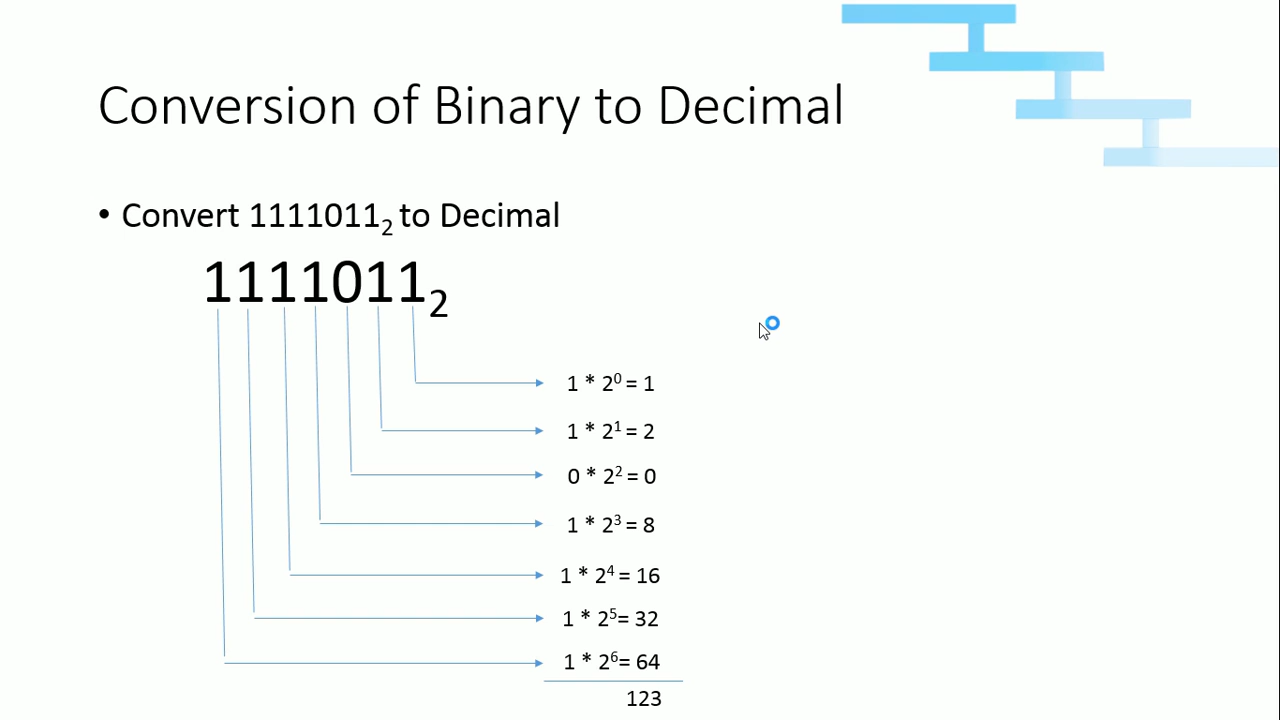 Conversion of Binary to Decimal
• Convert 1111011₂ to Decimal
1111011₂
1 * 2⁰ = 1
1 * 2¹ = 2
0 * 2² = 0
1 * 2³ = 8
1 * 2⁴ = 16
1 * 2⁵= 32
1 * 2⁶= 64
123